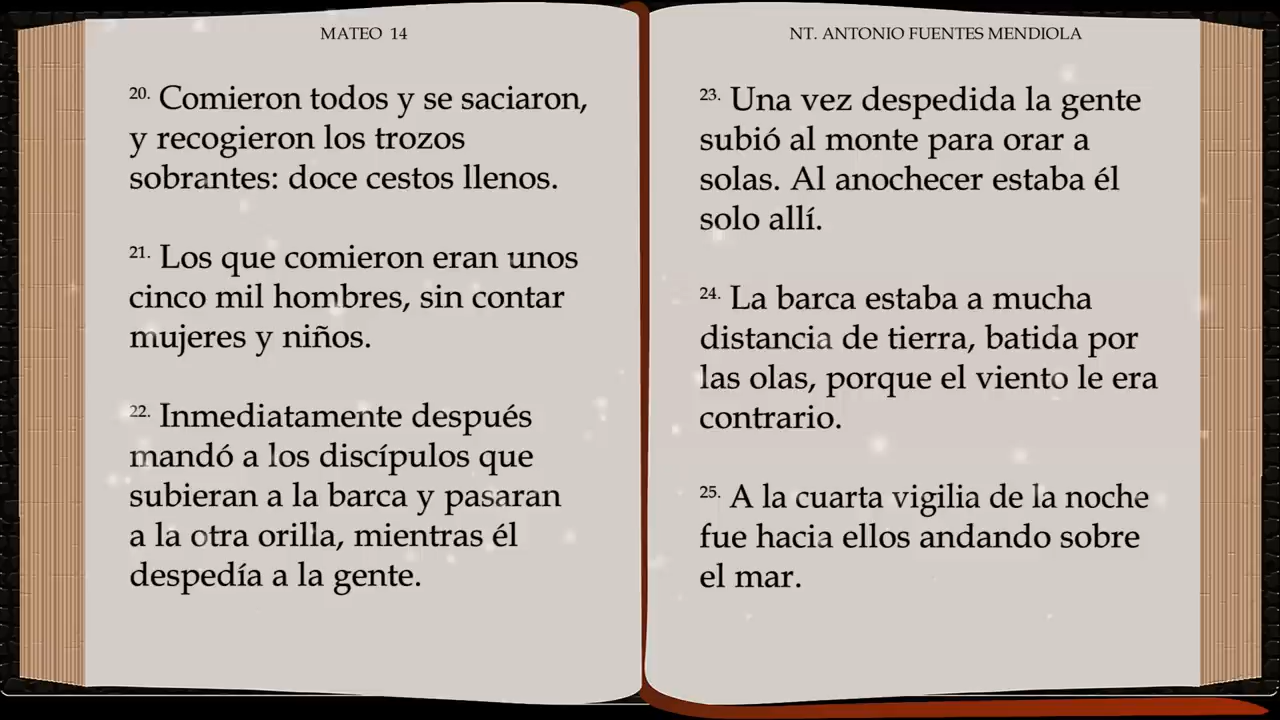 MATEO 14
20. Comieron todos y se saciaron,
y recogieron los trozos
sobrantes: doce cestos llenos.
21. Los que comieron eran unos
cinco mil hombres, sin contar
mujeres y niños.
22. Inmediatamente después
mandó a los discípulos que
subieran a la barca y pasaran
a la otra orilla, mientras él
despedía a la gente.
NT. ANTONIO FUENTES MENDIOLA
23. Una vez despedida la gente
subió al monte para orar a
solas. Al anochecer estaba él
solo allí.
24. La barca estaba a mucha
distancia de tierra, batida por
las olas, porque el viento le era
contrario.
25. A la cuarta vigilia de la noche
fue hacia ellos andando sobre
el mar.